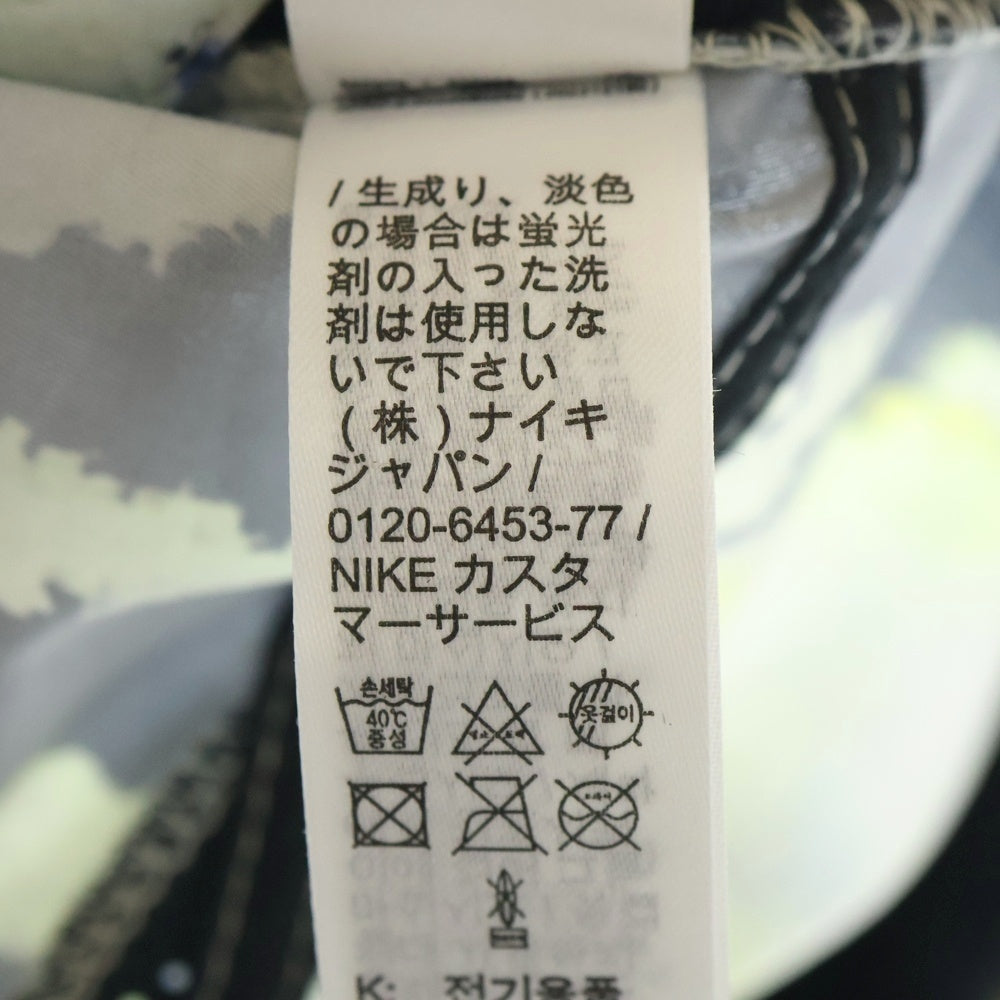 / 生成り、淡色
の場合は蛍光
剤の入った洗
剤は使用しな
いで下さい
(株)ナイキ
ジャパン /
0120-6453-77 /
NIKE カスタ
マーサービス
손세탁
40℃
중성
옷걸이
드라이
K: 전기용품